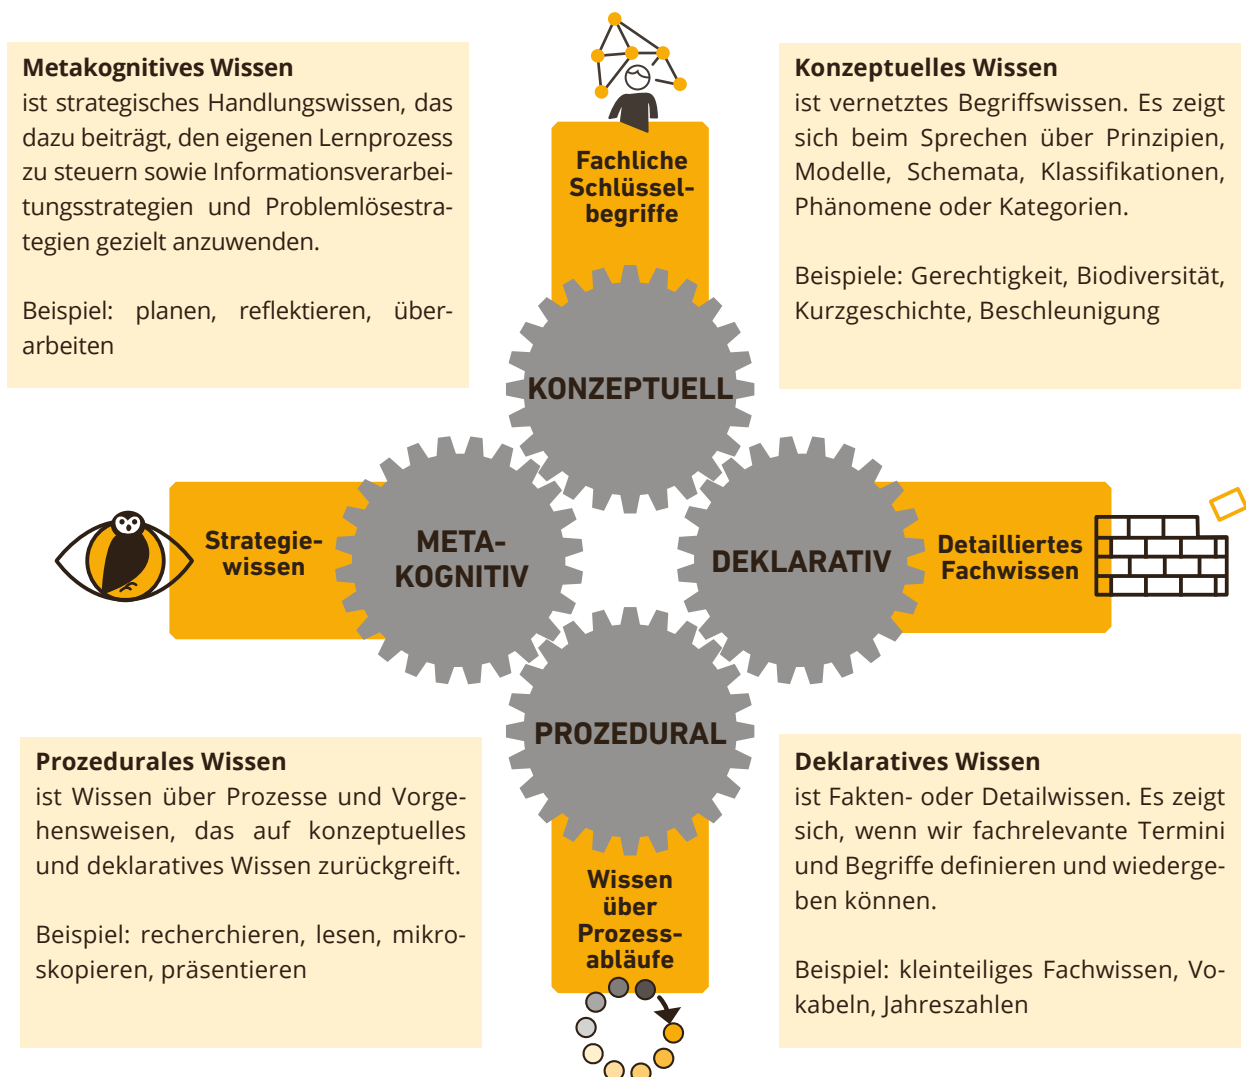 Metakognitives Wissen
ist strategisches Handlungswissen, das
dazu beiträgt, den eigenen Lernprozess
zu steuern sowie Informationsverarbei-
tungsstrategien und Problemlösestra-
tegien gezielt anzuwenden.
Beispiel: planen, reflektieren, über-
arbeiten
Fachliche
Schlüssel-
begriffe
Konzeptuelles Wissen
ist vernetztes Begriffswissen. Es zeigt
sich beim Sprechen über Prinzipien,
Modelle, Schemata, Klassifikationen,
Phänomene oder Kategorien.
Beispiele: Gerechtigkeit, Biodiversität,
Kurzgeschichte, Beschleunigung
KONZEPTUELL
Strategie-
wissen
META-
KOGNITIV
DEKLARATIV
Detailliertes
Fachwissen
PROZEDURAL
Prozedurales Wissen
ist Wissen über Prozesse und Vorge-
hensweisen, das auf konzeptuelles
und deklaratives Wissen zurückgreift.
Beispiel: recherchieren, lesen, mikro-
skopieren, präsentieren
Wissen
über
Prozess-
abläufe
Deklaratives Wissen
ist Fakten- oder Detailwissen. Es zeigt
sich, wenn wir fachrelevante Termini
und Begriffe definieren und wiederge-
ben können.
Beispiel: kleinteiliges Fachwissen, Vo-
kabeln, Jahreszahlen